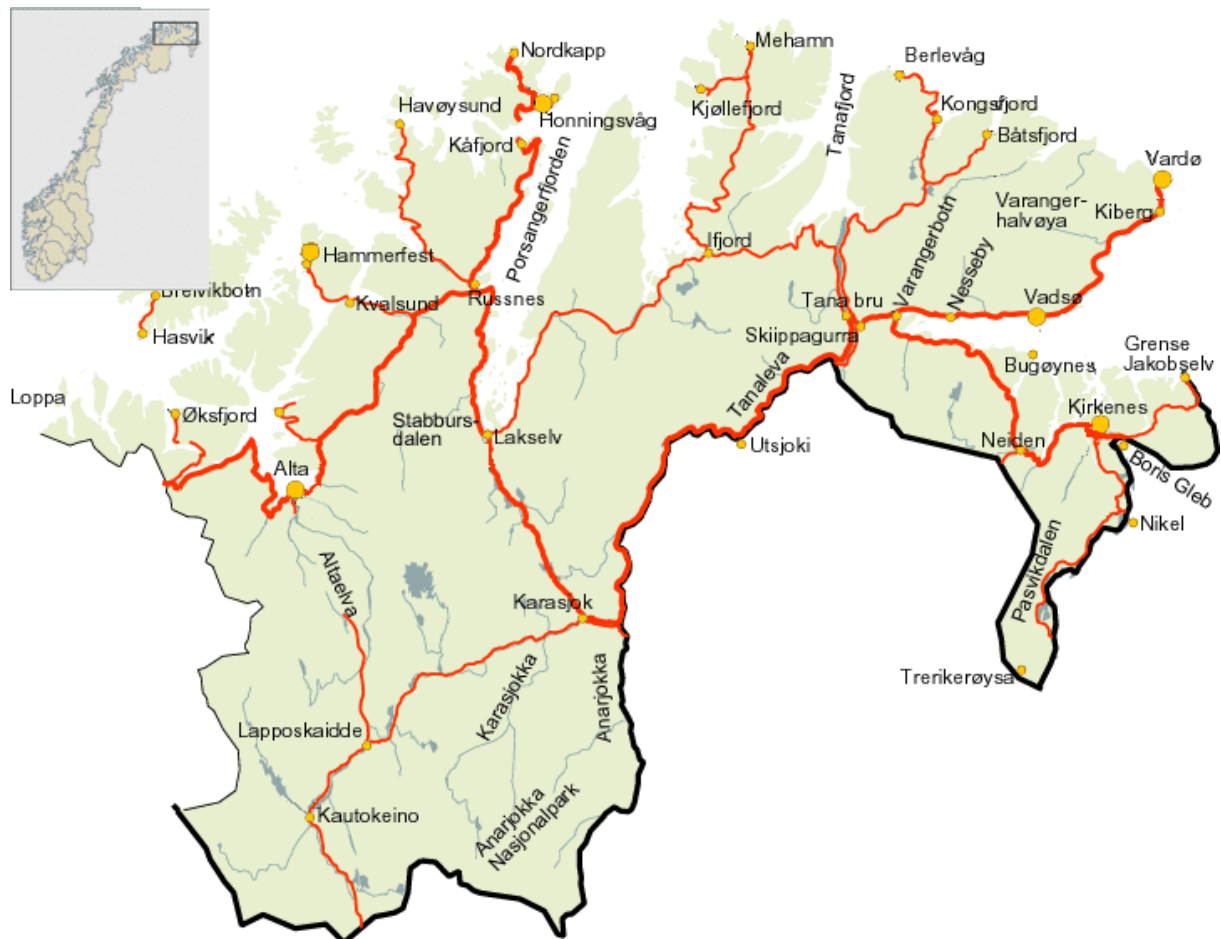 Nordkapp
Mehamn
Berlevåg
Havøysund
Honningsvåg
Kjøllefjord
Kongsfjord
Båtsfjord
Kåfjord
Tanafjord
Vardø
Porsangerfjorden
Varanger-
halvøya
Kiberg
Hammerfest
Ifjord
Varangerbotn
Nesseby
Breivikbotn
Kvalsund
Russnes
Tana bru
Vadsø
Hasvik
Skiippagurra
Grense
Jakobselv
Bugøynes
Loppa
Øksfjord
Tanaleva
Stabburs-
dalen
Lakselv
Utsjoki
Kirkenes
Neiden
Boris Gleb
Alta
Nikel
Altaelva
Pasvikdalen
Karasjok
Karasjokka
Anarjokka
Trerikerøysa
Lapposkaidde
Kautokeino
Anarjøkka
Nasjonalpark